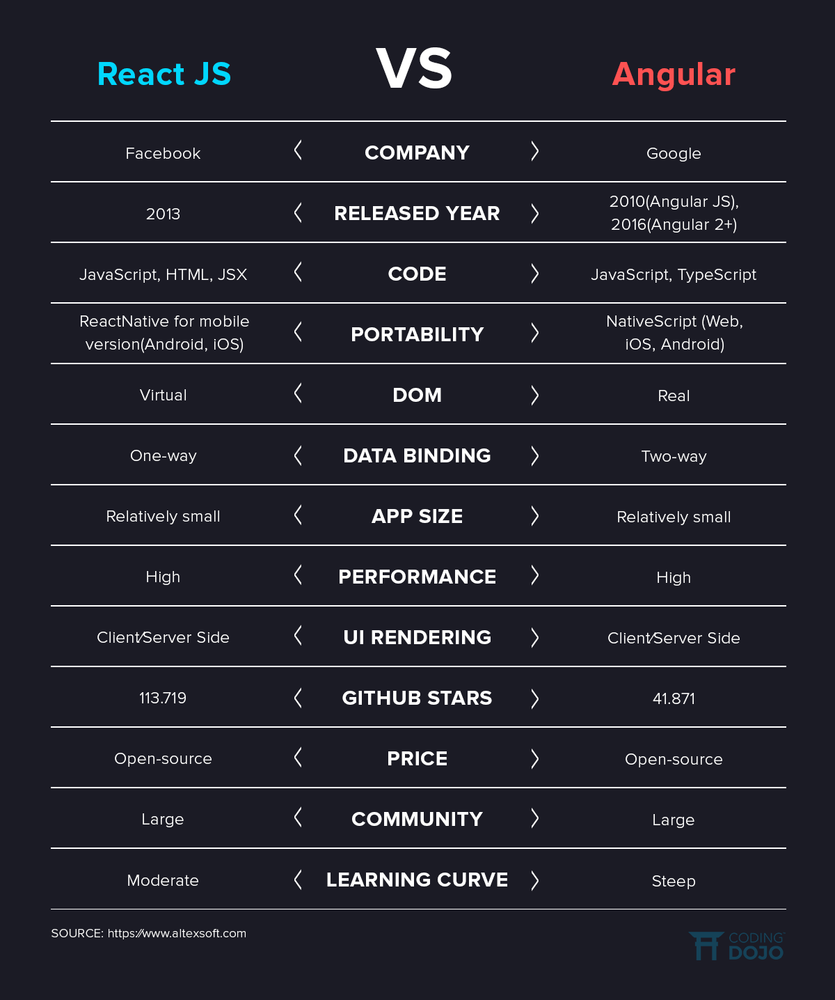 React JS VS Angular
Facebook COMPANY Google
2013 RELEASED YEAR 2010(Angular JS),
2016(Angular 2+)
JavaScript, HTML, JSX CODE JavaScript, TypeScript
ReactNative for mobile
version(Android, iOS)
PORTABILITY
NativeScript (Web,
iOS, Android)
Virtual DOM Real
One-way DATA BINDING Two-way
Relatively small APP SIZE Relatively small
High PERFORMANCE High
Client/Server Side UI RENDERING Client/Server Side
113.719 GITHUB STARS 41.871
Open-source PRICE Open-source
Large COMMUNITY Large
Moderate LEARNING CURVE Steep
SOURCE: https://www.altexsoft.com
CODING
DOJO